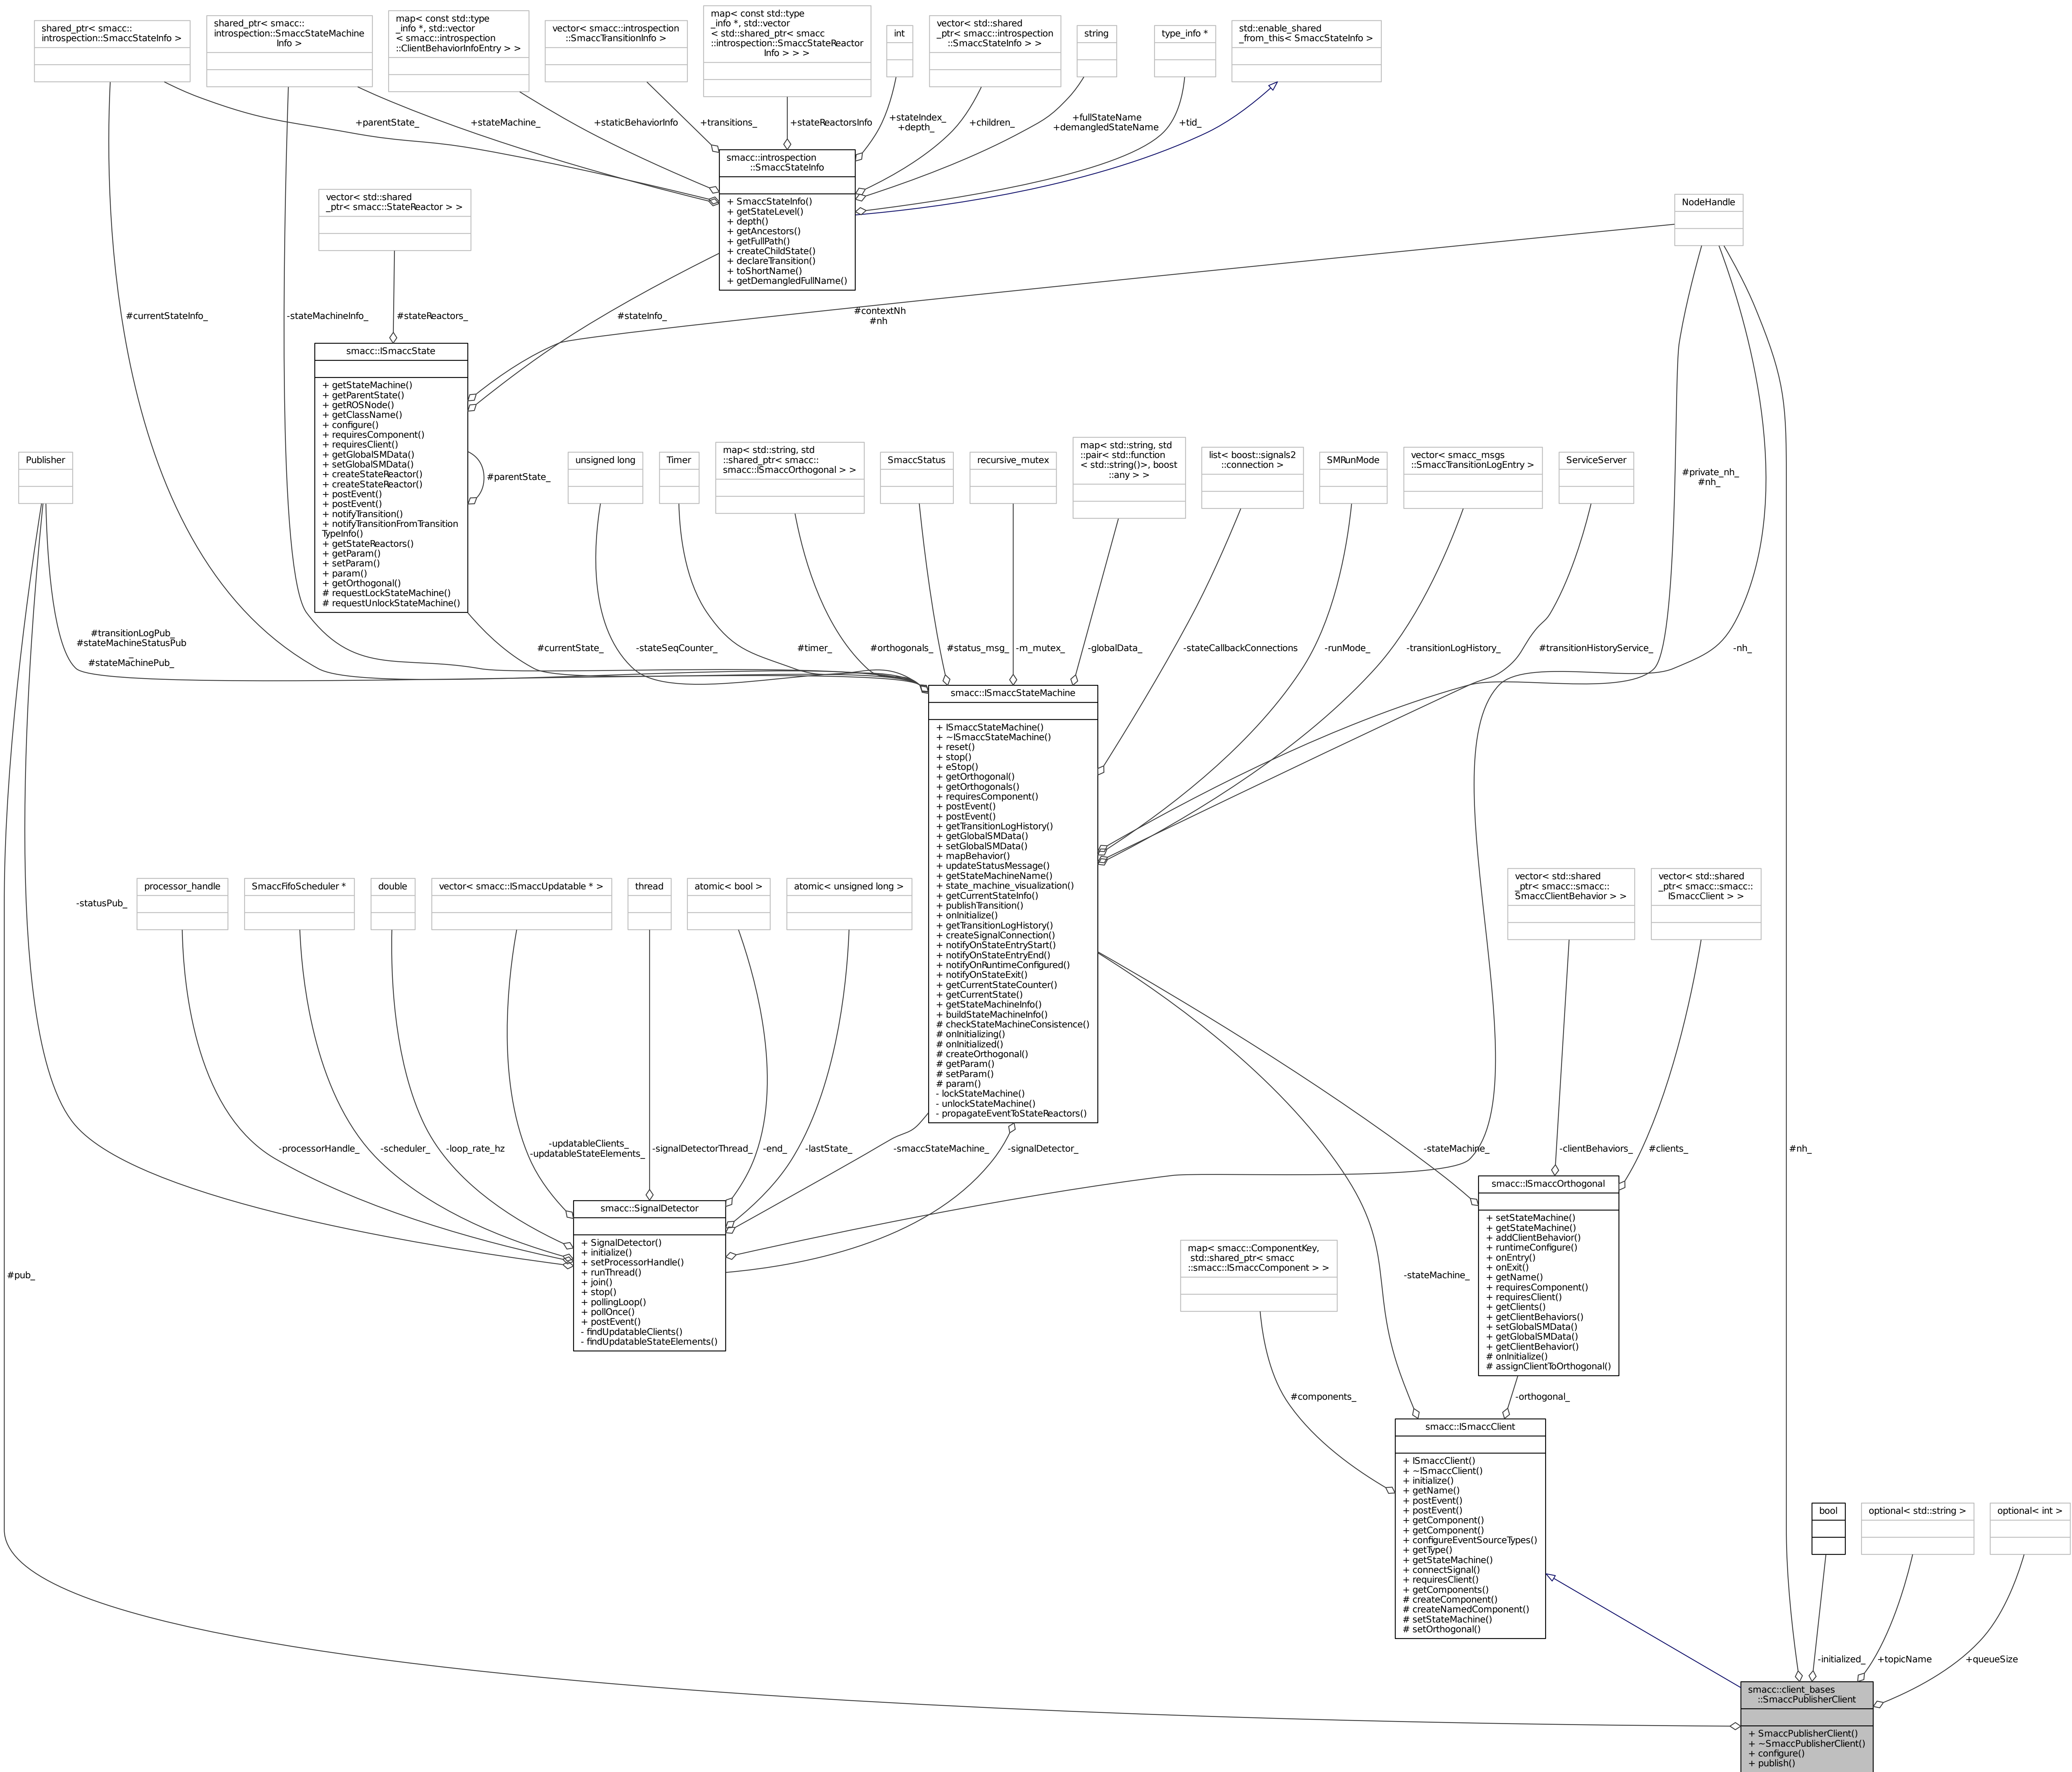 shared_ptr< smacc::
introspection::SmaccStateInfo >
shared_ptr< smacc::
introspection::SmaccStateMachine
Info >
map< const std::type
_info *, std::vector
< smacc::introspection
::ClientBehaviorInfoEntry > >
vector< smacc::introspection
::SmaccTransitionInfo >
map< const std::type
_info *, std::vector
< std::shared_ptr< smacc
::introspection::SmaccStateReactor
Info > > >
int
vector< std::shared
_ptr< smacc::introspection
::SmaccStateInfo > >
string
type_info *
std::enable_shared
_from_this< SmaccStateInfo >
+parentState_
+stateMachine_
+staticBehaviorInfo
+transitions_
+stateReactorsInfo
+stateIndex_
+depth_
+children_
+fullStateName
+demangledStateName
+tid_
smacc::introspection
::SmaccStateInfo
+ SmaccStateInfo()
+ getStateLevel()
+ depth()
+ getAncestors()
+ getFullPath()
+ createChildState()
+ declareTransition()
+ toShortName()
+ getDemangledFullName()
vector< std::shared
_ptr< smacc::StateReactor > >
NodeHandle
#currentStateInfo_
-stateMachineInfo_
#stateReactors_
#stateInfo_
#contextNh
#nh
smacc::ISmaccState
+ getStateMachine()
+ getParentState()
+ getROSNode()
+ getClassName()
+ configure()
+ requiresComponent()
+ requiresClient()
+ getGlobalSMData()
+ setGlobalSMData()
+ createStateReactor()
+ createStateReactor()
+ postEvent()
+ postEvent()
+ notifyTransition()
+ notifyTransitionFromTransition
TypeInfo()
+ getStateReactors()
+ getParam()
+ setParam()
+ param()
+ getOrthogonal()
# requestLockStateMachine()
# requestUnlockStateMachine()
#parentState_
Publisher
unsigned long
Timer
map< std::string, std
::shared_ptr< smacc::
smacc::ISmaccOrthogonal > >
SmaccStatus
recursive_mutex
map< std::string, std
::pair< std::function
< std::string()>, boost
::any > >
list< boost::signals2
::connection >
SMRunMode
vector< smacc_msgs
::SmaccTransitionLogEntry >
ServiceServer
#private_nh_
#nh_
#transitionLogPub_
#stateMachineStatusPub
_
#stateMachinePub_
#currentState_
-stateSeqCounter_
#timer_
#orthogonals_
#status_msg_
-m_mutex_
-globalData_
-stateCallbackConnections
-runMode_
-transitionLogHistory_
#transitionHistoryService_
-nh_
smacc::ISmaccStateMachine
+ ISmaccStateMachine()
+ ~ISmaccStateMachine()
+ reset()
+ stop()
+ eStop()
+ getOrthogonal()
+ getOrthogonals()
+ requiresComponent()
+ postEvent()
+ postEvent()
+ getTransitionLogHistory()
+ getGlobalSMData()
+ setGlobalSMData()
+ mapBehavior()
+ updateStatusMessage()
+ getStateMachineName()
+ state_machine_visualization()
+ getCurrentStateInfo()
+ publishTransition()
+ onInitialize()
+ getTransitionLogHistory()
+ createSignalConnection()
+ notifyOnStateEntryStart()
+ notifyOnStateEntryEnd()
+ notifyOnRuntimeConfigured()
+ notifyOnStateExit()
+ getCurrentStateCounter()
+ getCurrentState()
+ getStateMachineInfo()
+ buildStateMachineInfo()
# checkStateMachineConsistence()
# onInitializing()
# onInitialized()
# createOrthogonal()
# getParam()
# setParam()
# param()
- lockStateMachine()
- unlockStateMachine()
- propagateEventToStateReactors()
-statusPub_
processor_handle
SmaccFifoScheduler *
double
vector< smacc::ISmaccUpdatable * >
thread
atomic< bool >
atomic< unsigned long >
vector< std::shared
_ptr< smacc::smacc::
SmaccClientBehavior > >
vector< std::shared
_ptr< smacc::smacc::
ISmaccClient > >
-processorHandle_
-scheduler_
-loop_rate_hz
-updatableClients_
-updatableStateElements_
-signalDetectorThread_
-end_
-lastState_
-smaccStateMachine_
-signalDetector_
-stateMachine_
-clientBehaviors_
#clients_
#nh_
smacc::SignalDetector
+ SignalDetector()
+ initialize()
+ setProcessorHandle()
+ runThread()
+ join()
+ stop()
+ pollingLoop()
+ pollOnce()
+ postEvent()
- findUpdatableClients()
- findUpdatableStateElements()
smacc::ISmaccOrthogonal
+ setStateMachine()
+ getStateMachine()
+ addClientBehavior()
+ runtimeConfigure()
+ onEntry()
+ onExit()
+ getName()
+ requiresComponent()
+ requiresClient()
+ getClients()
+ getClientBehaviors()
+ setGlobalSMData()
+ getGlobalSMData()
+ getClientBehavior()
# onInitialize()
# assignClientToOrthogonal()
map< smacc::ComponentKey,
std::shared_ptr< smacc
::smacc::ISmaccComponent > >
#pub_
-stateMachine_
#components_
-orthogonal_
smacc::ISmaccClient
+ ISmaccClient()
+ ~ISmaccClient()
+ initialize()
+ getName()
+ postEvent()
+ postEvent()
+ getComponent()
+ getComponent()
+ configureEventSourceTypes()
+ getType()
+ getStateMachine()
+ connectSignal()
+ requiresClient()
+ getComponents()
# createComponent()
# createNamedComponent()
# setStateMachine()
# setOrthogonal()
bool
optional< std::string >
optional< int >
-initialized_
+topicName
+queueSize
smacc::client_bases
::SmaccPublisherClient
+ SmaccPublisherClient()
+ ~SmaccPublisherClient()
+ configure()
+ publish()